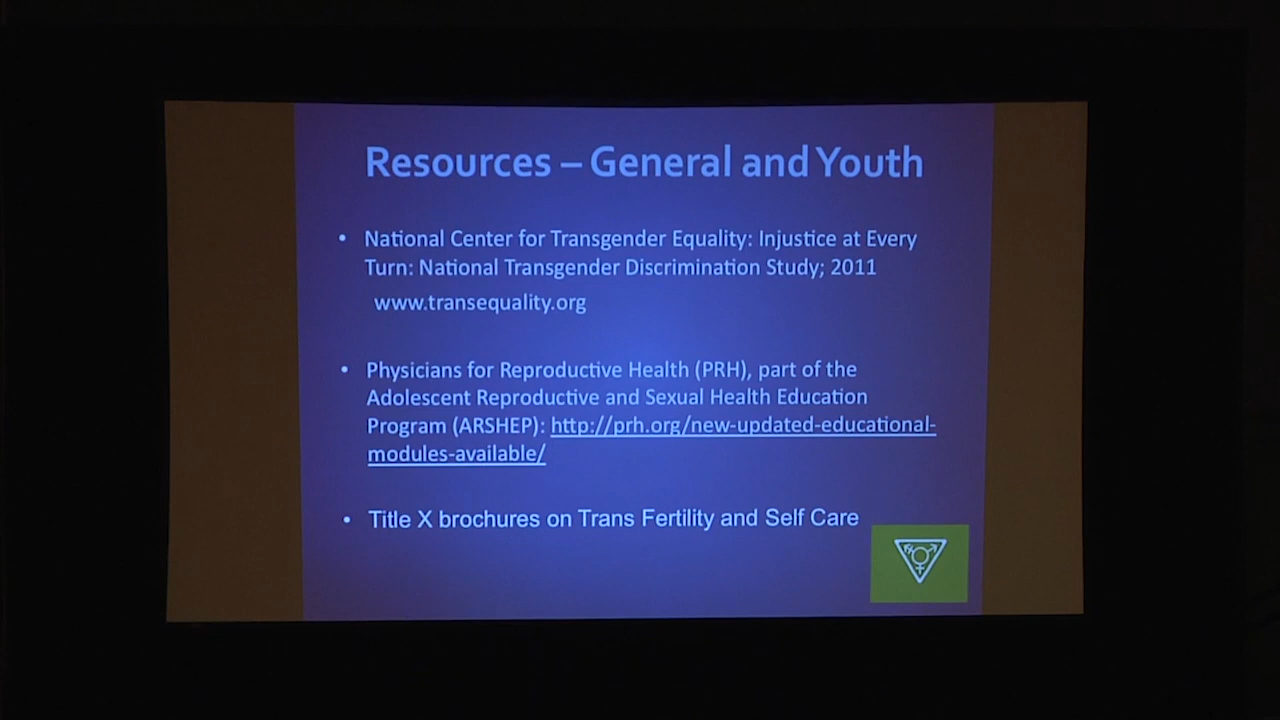 Resources – General and Youth
• National Center for Transgender Equality: Injustice at Every
Turn: National Transgender Discrimination Study; 2011
www.transequality.org
• Physicians for Reproductive Health (PRH), part of the
Adolescent Reproductive and Sexual Health Education
Program (ARSHEP): http://prh.org/new-updated-educational-
modules-available/
• Title X brochures on Trans Fertility and Self Care